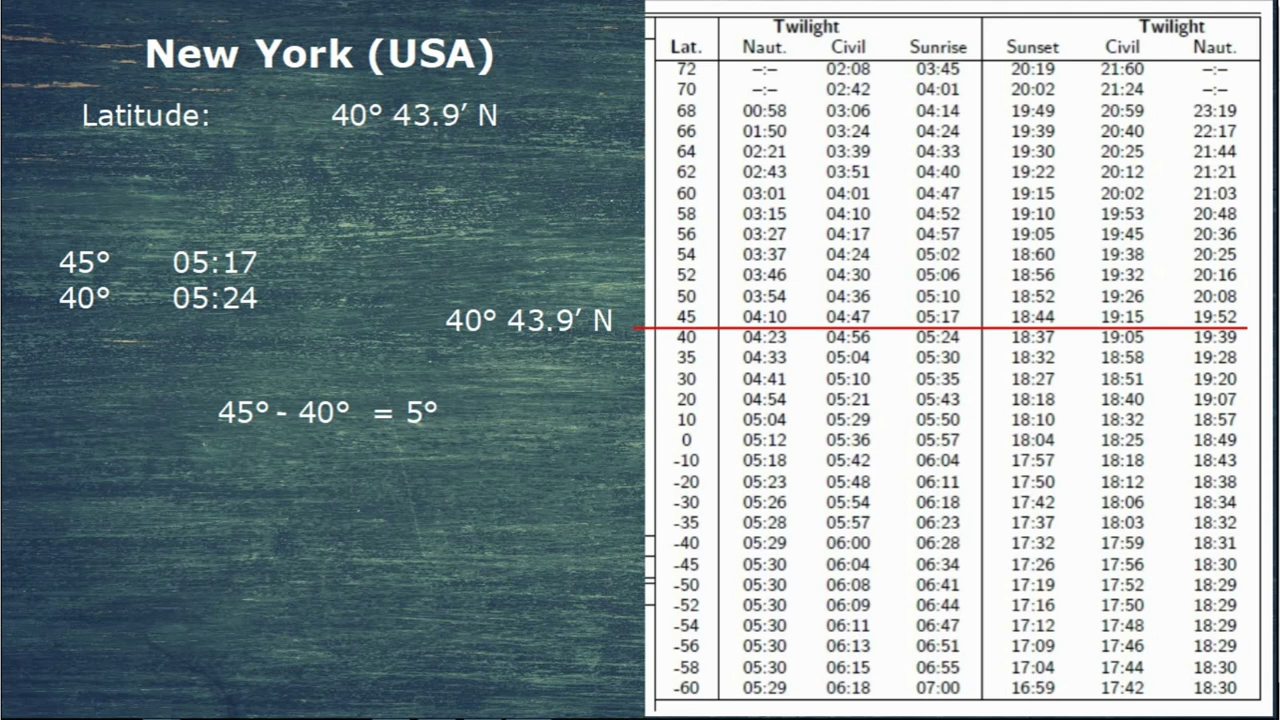 New York (USA)
Latitude: 40° 43.9′ N
45° 05:17
40° 05:24
40° 43.9′ N
45° - 40° = 5°
Twilight Twilight
Lat. Naut. Civil Sunrise Sunset Civil Naut.
72 –:– 02:08 03:45 20:19 21:60 –:–
70 –:– 02:42 04:01 20:02 21:24 –:–
68 00:58 03:06 04:14 19:49 20:59 23:19
66 01:50 03:24 04:24 19:39 20:40 22:17
64 02:21 03:39 04:33 19:30 20:25 21:44
62 02:43 03:51 04:40 19:22 20:12 21:21
60 03:01 04:01 04:47 19:15 20:02 21:03
58 03:15 04:10 04:52 19:10 19:53 20:48
56 03:27 04:17 04:57 19:05 19:45 20:36
54 03:37 04:24 05:02 18:60 19:38 20:25
52 03:46 04:30 05:06 18:56 19:32 20:16
50 03:54 04:36 05:10 18:52 19:26 20:08
45 04:10 04:47 05:17 18:44 19:15 19:52
40 04:23 04:56 05:24 18:37 19:05 19:39
35 04:33 05:04 05:30 18:32 18:58 19:28
30 04:41 05:10 05:35 18:27 18:51 19:20
20 04:54 05:21 05:43 18:18 18:40 19:07
10 05:04 05:29 05:50 18:10 18:32 18:57
0 05:12 05:36 05:57 18:04 18:25 18:49
-10 05:18 05:42 06:04 17:57 18:18 18:43
-20 05:23 05:48 06:11 17:50 18:12 18:38
-30 05:26 05:54 06:18 17:42 18:06 18:34
-35 05:28 05:57 06:23 17:37 18:03 18:32
-40 05:29 06:00 06:28 17:32 17:59 18:31
-45 05:30 06:04 06:34 17:26 17:56 18:30
-50 05:30 06:08 06:41 17:19 17:52 18:29
-52 05:30 06:09 06:44 17:16 17:50 18:29
-54 05:30 06:11 06:47 17:12 17:48 18:29
-56 05:30 06:13 06:51 17:09 17:46 18:29
-58 05:30 06:15 06:55 17:04 17:44 18:30
-60 05:29 06:18 07:00 16:59 17:42 18:30